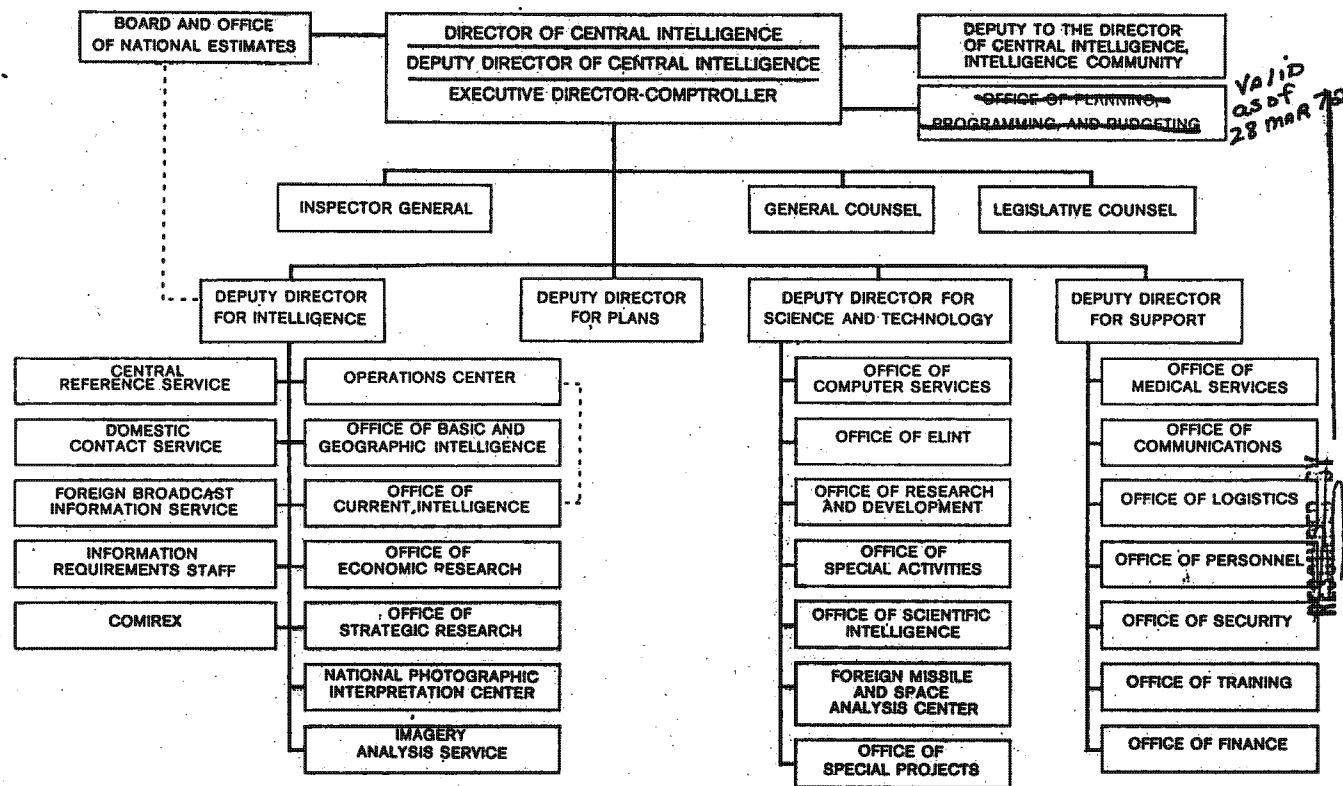 BOARD AND OFFICE
OF NATIONAL ESTIMATES
DIRECTOR OF CENTRAL INTELLIGENCE
DEPUTY DIRECTOR OF CENTRAL INTELLIGENCE
EXECUTIVE DIRECTOR-COMPTROLLER
DEPUTY TO THE DIRECTOR
OF CENTRAL INTELLIGENCE,
INTELLIGENCE COMMUNITY
OFFICE OF PLANNING,
PROGRAMMING, AND BUDGETING
Valid
as of
28 MAR
INSPECTOR GENERAL
GENERAL COUNSEL
LEGISLATIVE COUNSEL
DEPUTY DIRECTOR
FOR INTELLIGENCE
DEPUTY DIRECTOR
FOR PLANS
DEPUTY DIRECTOR FOR
SCIENCE AND TECHNOLOGY
DEPUTY DIRECTOR
FOR SUPPORT
CENTRAL
REFERENCE SERVICE
DOMESTIC
CONTACT SERVICE
FOREIGN BROADCAST
INFORMATION SERVICE
INFORMATION
REQUIREMENTS STAFF
COMIREX
OPERATIONS CENTER
OFFICE OF BASIC AND
GEOGRAPHIC INTELLIGENCE
OFFICE OF
CURRENT INTELLIGENCE
OFFICE OF
ECONOMIC RESEARCH
OFFICE OF
STRATEGIC RESEARCH
NATIONAL PHOTOGRAPHIC
INTERPRETATION CENTER
IMAGERY
ANALYSIS SERVICE
OFFICE OF
COMPUTER SERVICES
OFFICE OF ELINT
OFFICE OF RESEARCH
AND DEVELOPMENT
OFFICE OF
SPECIAL ACTIVITIES
OFFICE OF SCIENTIFIC
INTELLIGENCE
FOREIGN MISSILE
AND SPACE
ANALYSIS CENTER
OFFICE OF
SPECIAL PROJECTS
OFFICE OF
MEDICAL SERVICES
OFFICE OF
COMMUNICATIONS
OFFICE OF LOGISTICS
OFFICE OF PERSONNEL
OFFICE OF SECURITY
OFFICE OF TRAINING
OFFICE OF FINANCE